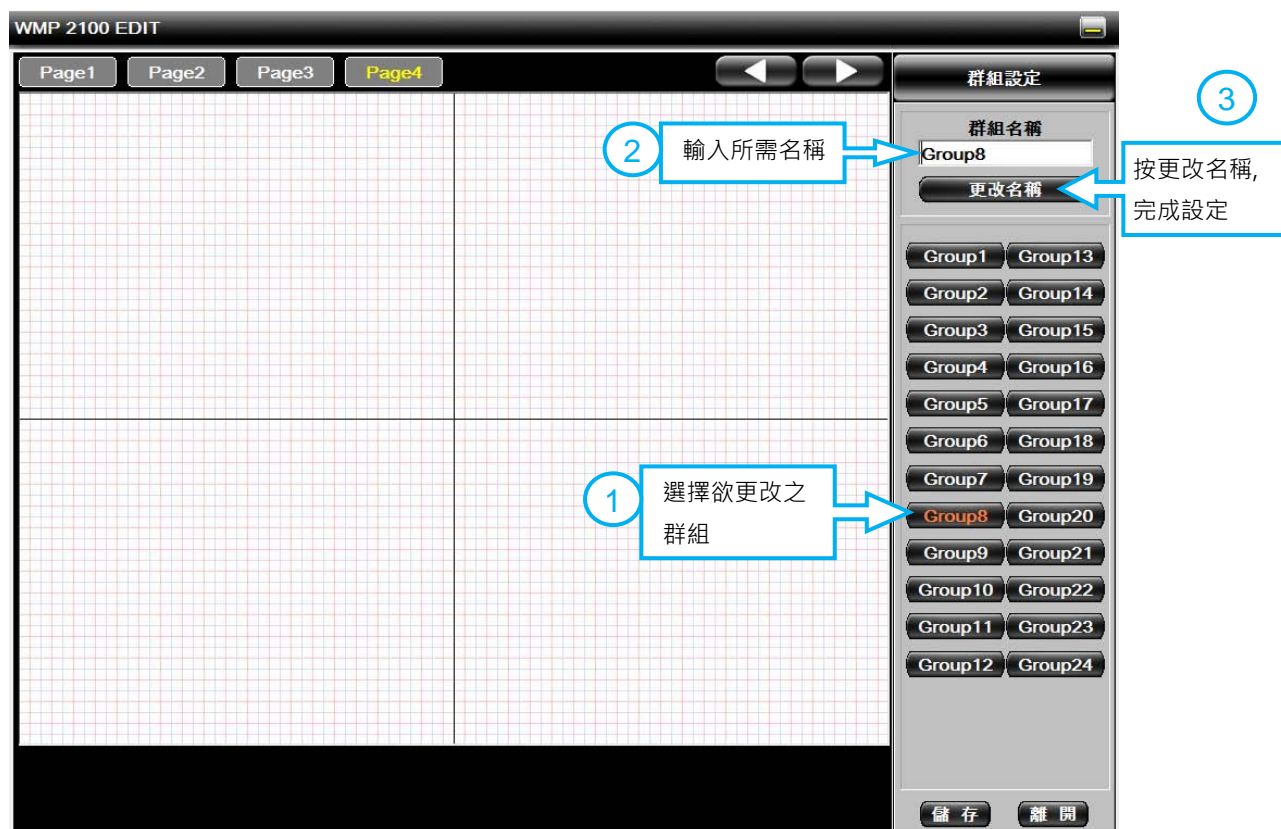 WMP 2100 EDIT
Page1 Page2 Page3 Page4
群組設定
群組名稱
Group8
更改名稱
2 輸入所需名稱
3
按更改名稱,
完成設定
Group1 Group13
Group2 Group14
Group3 Group15
Group4 Group16
Group5 Group17
Group6 Group18
Group7 Group19
Group8 Group20
Group9 Group21
Group10 Group22
Group11 Group23
Group12 Group24
1 選擇欲更改之
群組
儲存 離開